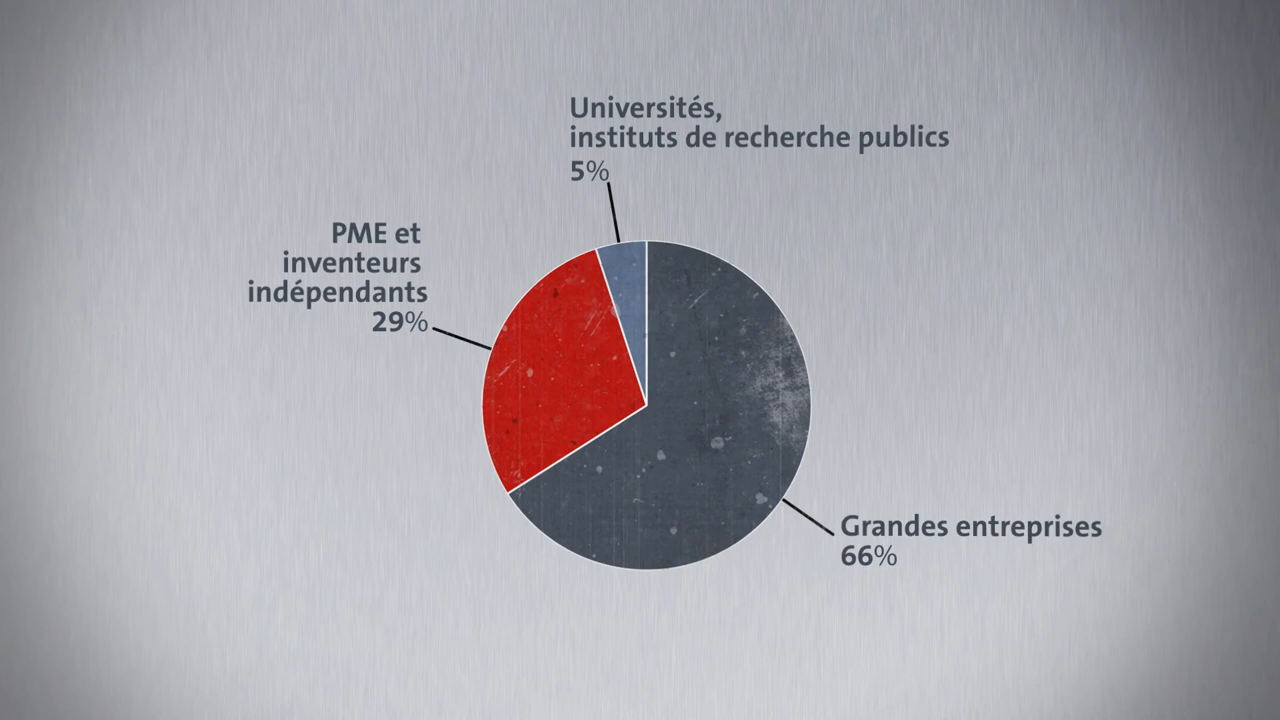 Universités,
instituts de recherche publics
5%
PME et
inventeurs
indépendants
29%
Grandes entreprises
66%